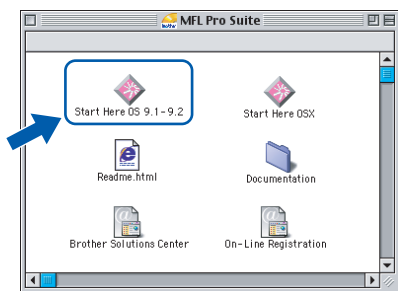 brother MFL Pro Suite
Start Here OS 9.1-9.2
Start Here OSX
Readme.html
Documentation
Brother Solutions Center
On-Line Registration